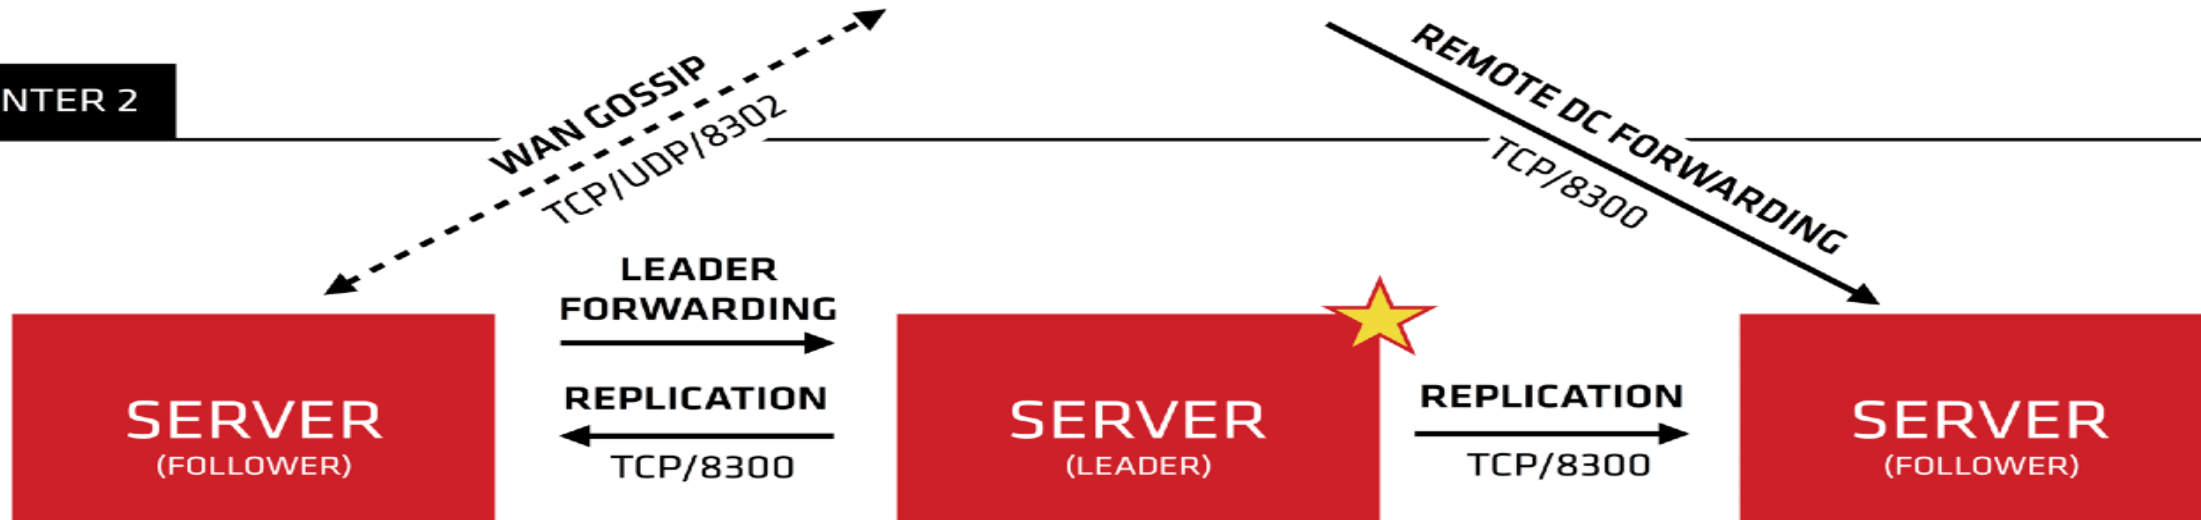 WAN GOSSIP
TCP/UDP/8302
REMOTE DC FORWARDING
TCP/8300
NTER 2
LEADER
FORWARDING
REPLICATION
TCP/8300
REPLICATION
TCP/8300
SERVER
(FOLLOWER)
SERVER
(LEADER)
SERVER
(FOLLOWER)